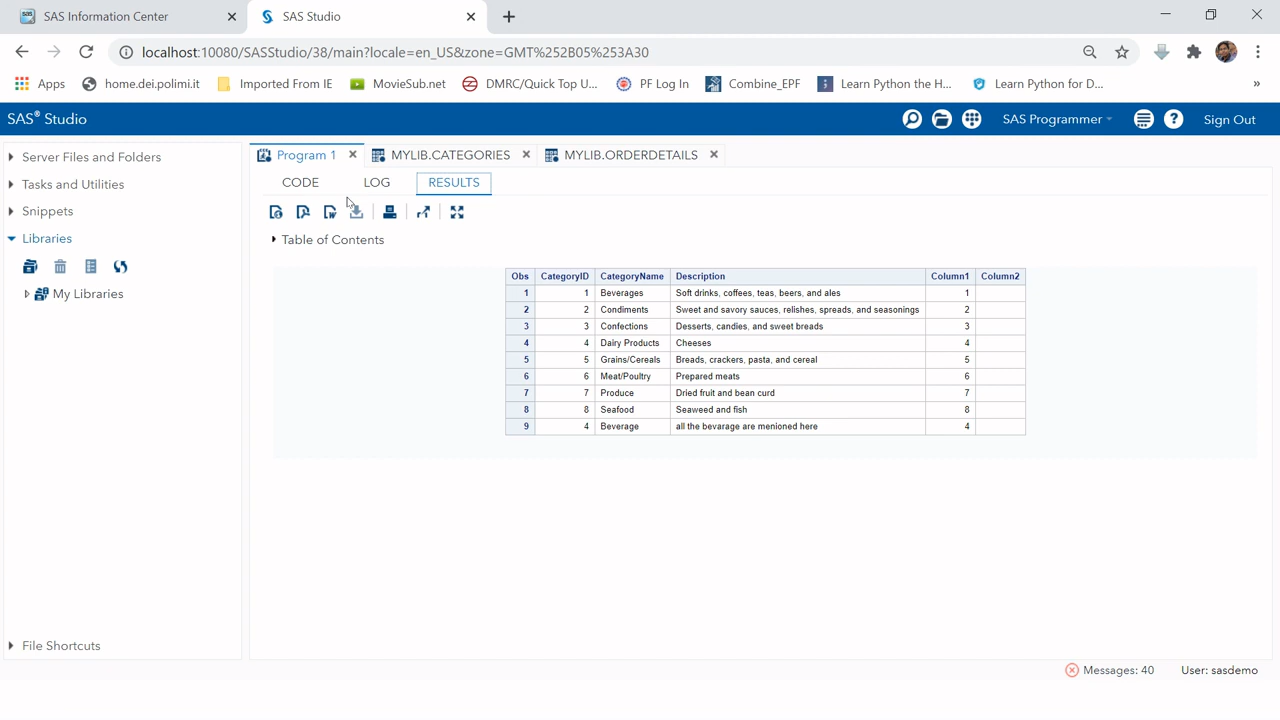 SAS Information Center
SAS Studio
localhost:10080/SASStudio/38/main?locale=en_US&zone=GMT%252B05%253A30
Apps home.dei.polimi.it Imported From IE MovieSub.net DMRC/Quick Top U... PF Log In Combine_EPF Learn Python the H... Learn Python for D... »
SAS® Studio
SAS Programmer
Sign Out
Server Files and Folders
Tasks and Utilities
Snippets
Libraries
My Libraries
File Shortcuts
Program 1 MYLIB.CATEGORIES MYLIB.ORDERDETAILS
CODE LOG RESULTS
Table of Contents
Obs CategoryID CategoryName Description Column1 Column2
1 1 Beverages Soft drinks, coffees, teas, beers, and ales 1
2 2 Condiments Sweet and savory sauces, relishes, spreads, and seasonings 2
3 3 Confections Desserts, candies, and sweet breads 3
4 4 Dairy Products Cheeses 4
5 5 Grains/Cereals Breads, crackers, pasta, and cereal 5
6 6 Meat/Poultry Prepared meats 6
7 7 Produce Dried fruit and bean curd 7
8 8 Seafood Seaweed and fish 8
9 4 Beverage all the bevarage are menioned here 4
Messages: 40 User: sasdemo